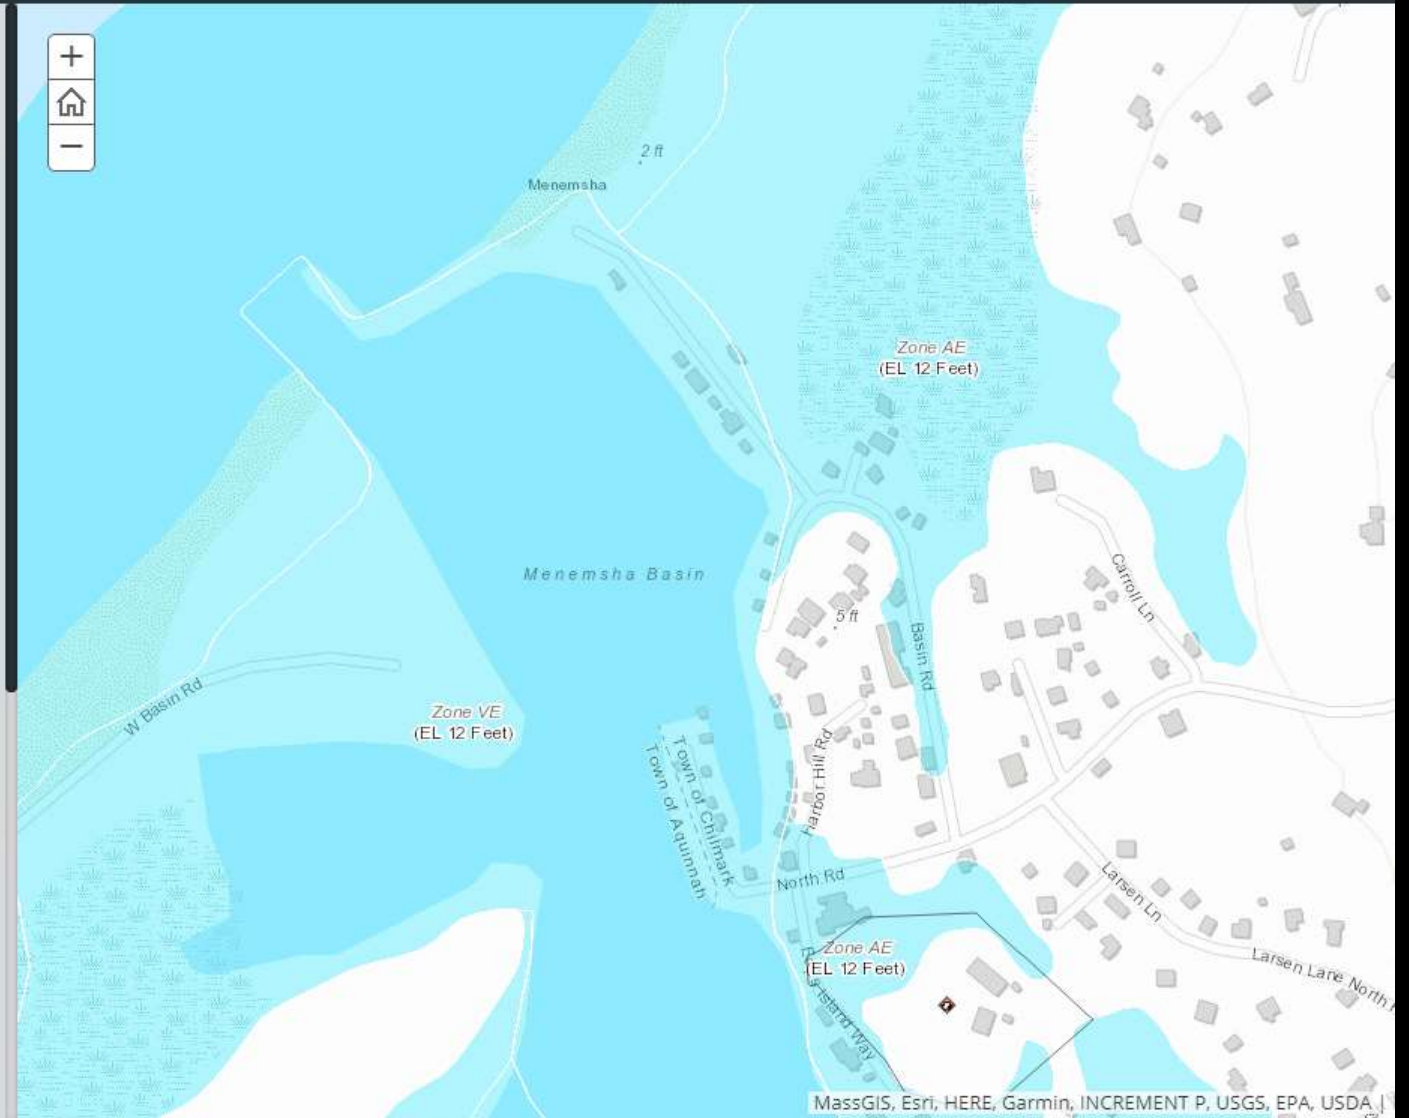 +
−
2 ft
Menemsha
Zone AE
(EL 12 Feet)
Menemsha Basin
Carroll Ln
5 ft
Basin Rd
W Basin Rd
Zone VE
(EL 12 Feet)
Town of Chilmark
Town of Aquinnah
Harbor Hill Rd
North Rd
Larsen Ln
Zone AE
(EL 12 Feet)
Island Way
Larsen Lane North
MassGIS, Esri, HERE, Garmin, INCREMENT P, USGS, EPA, USDA |